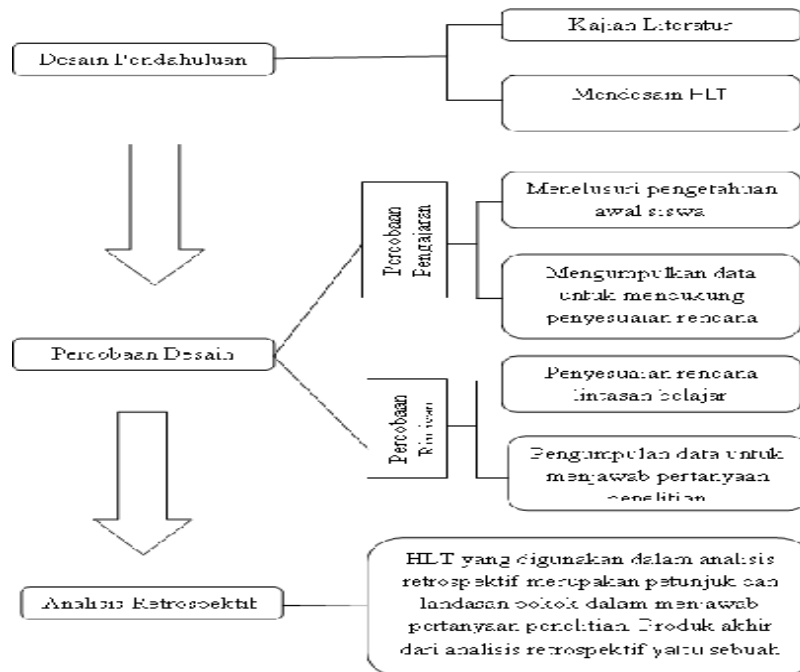 Desain Pendahuluan
Kajian Literatur
Mendesain HLT
Percobaan
Pengajaran
Menelusuri pengetahuan
awal siswa
Mengumpulkan data
untuk mendukung
penyesuaian rencana
Percobaan Desain
Percobaan
Penyesuaian rencana
lintasan belajar
Pengumpulan data untuk
menjawab pertanyaan
penelitian
Analisis Retrospektif
HLT yang digunakan dalam analisis
retrospektif merupakan petunjuk dan
landasan pokok dalam menjawab
pertanyaan penelitian. Produk akhir
dari analisis retrospektif yaitu sebuah